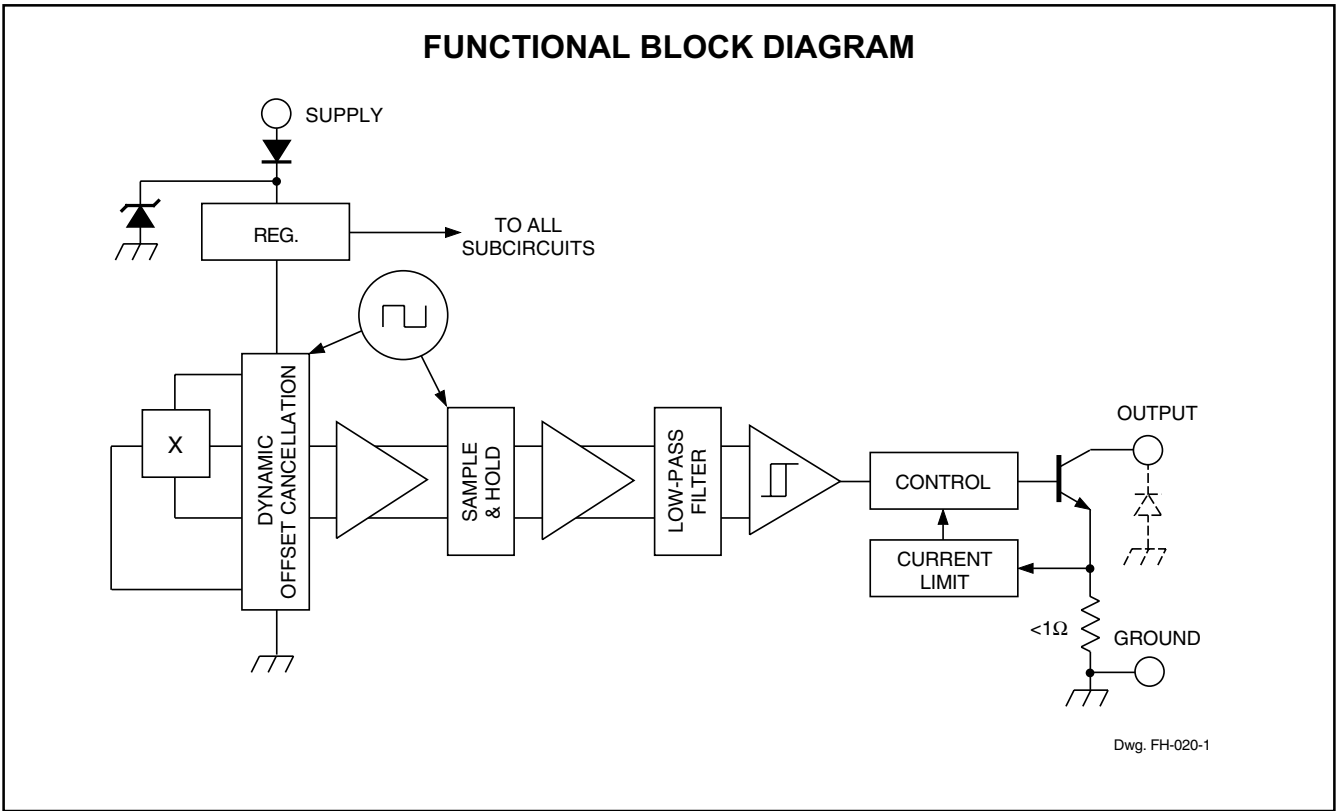 FUNCTIONAL BLOCK DIAGRAM
SUPPLY
REG.
TO ALL
SUBCIRCUITS
X
DYNAMIC
OFFSET CANCELLATION
SAMPLE
& HOLD
LOW-PASS
FILTER
CONTROL
CURRENT
LIMIT
OUTPUT
<1Ω
GROUND
Dwg. FH-020-1